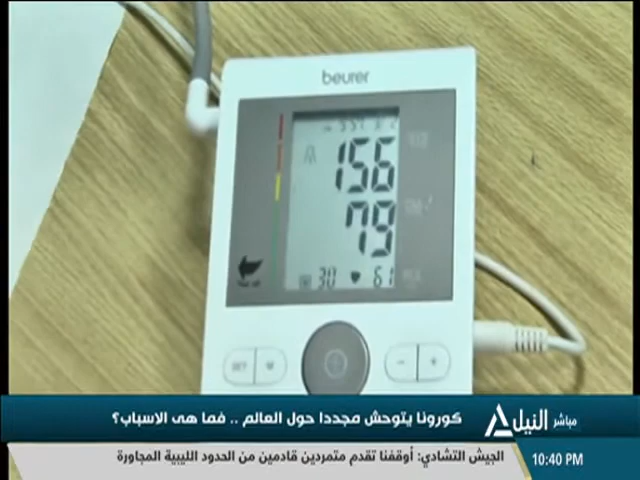 beurer
156
79
30
61
SET
كورونا يتوحش مجددا حول العالم .. فما هى الاسباب؟
النيل
مباشر
الجيش التشادي: أوقفنا تقدم متمردين قادمين من الحدود الليبية المجاورة
10:40 PM